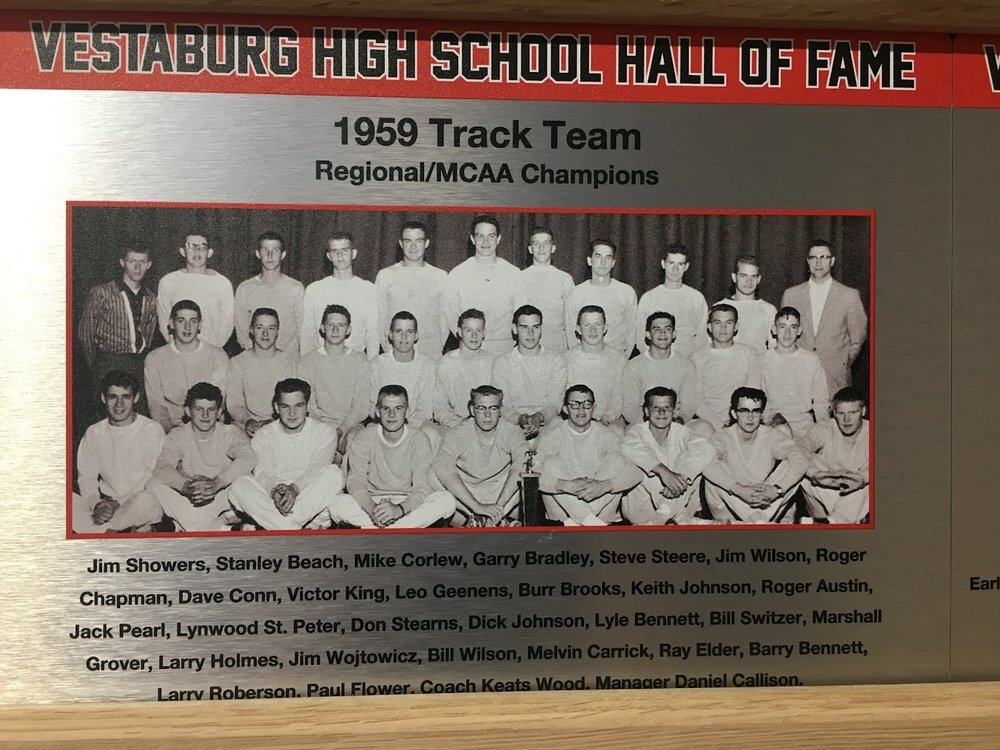 VESTABURG HIGH SCHOOL HALL OF FAME
1959 Track Team
Regional/MCAA Champions
Jim Showers, Stanley Beach, Mike Corlew, Garry Bradley, Steve Steere, Jim Wilson, Roger
Chapman, Dave Conn, Victor King, Leo Geenens, Burr Brooks, Keith Johnson, Roger Austin,
Jack Pearl, Lynwood St. Peter, Don Stearns, Dick Johnson, Lyle Bennett, Bill Switzer, Marshall
Grover, Larry Holmes, Jim Wojtowicz, Bill Wilson, Melvin Carrick, Ray Elder, Barry Bennett,
Larry Roberson, Paul Flower, Coach Keats Wood, Manager Daniel Callison.